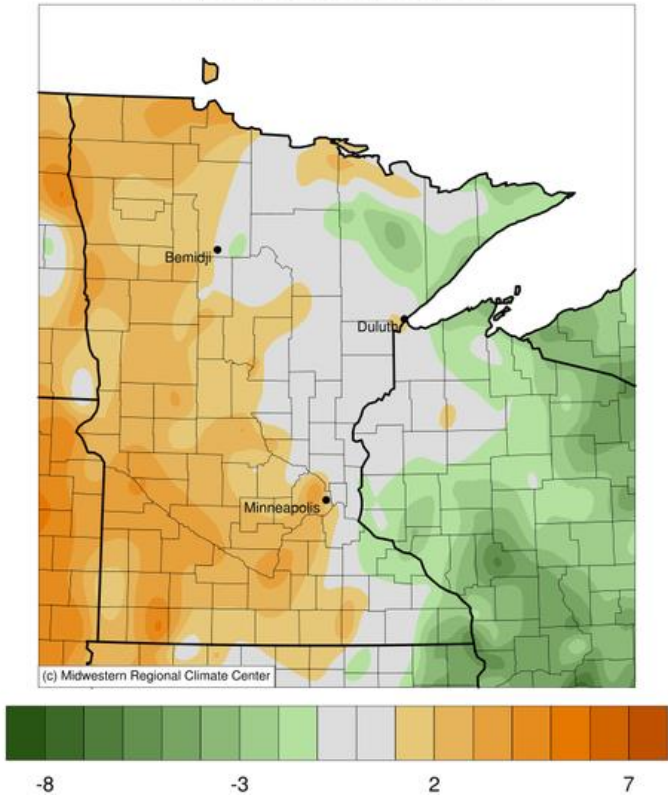 Bemidji
Duluth
Minneapolis
(c) Midwestern Regional Climate Center
-8 -3 2 7